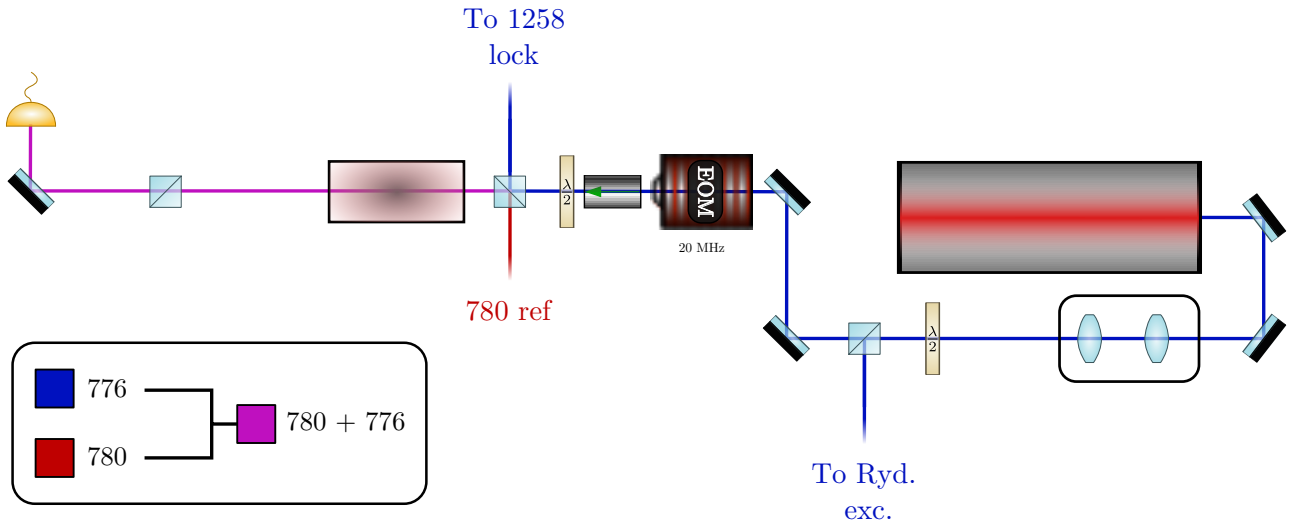 To 1258
lock
λ
2
EOM
20 MHz
780 ref
λ
2
776
780 + 776
780
To Ryd.
exc.